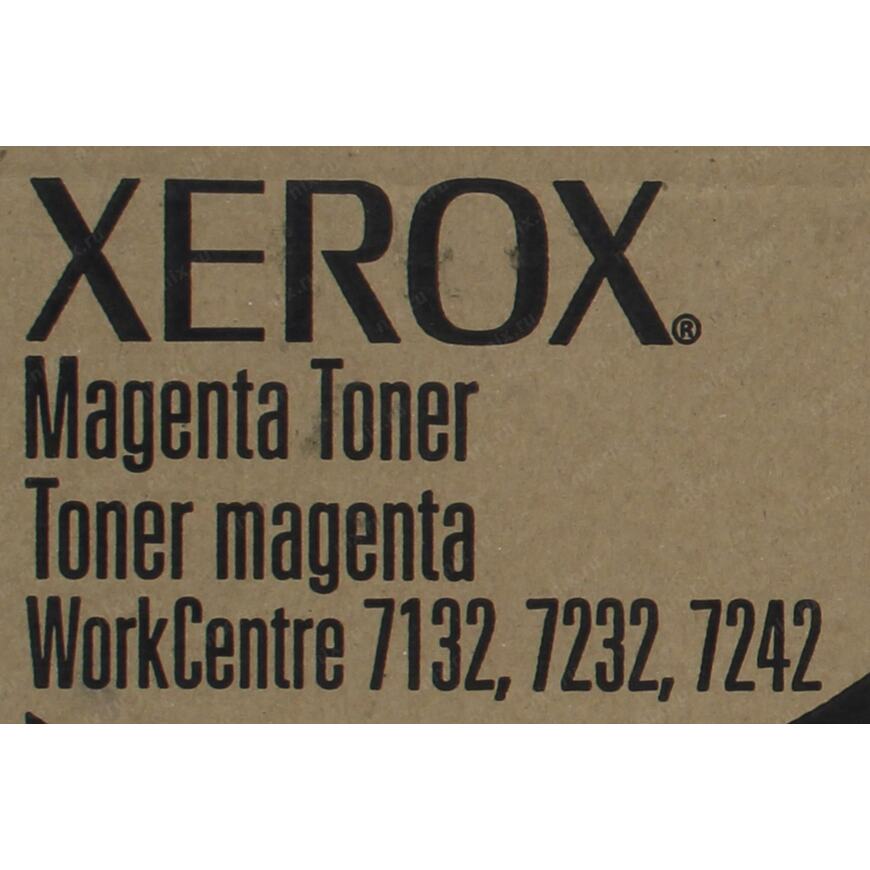 XEROX®
Magenta Toner
Toner magenta
WorkCentre 7132, 7232, 7242